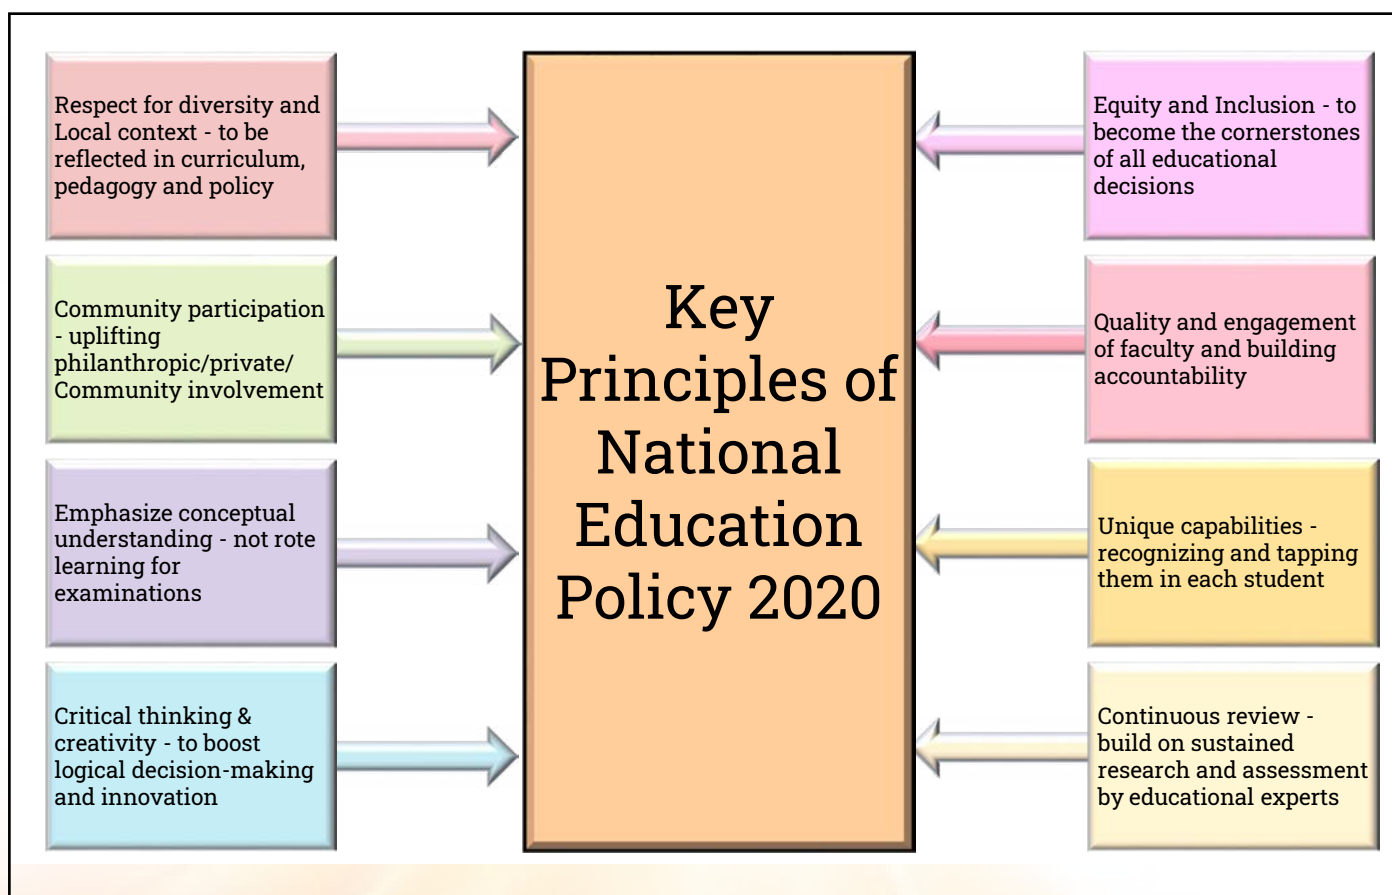 Respect for diversity and
Local context - to be
reflected in curriculum,
pedagogy and policy
Community participation
- uplifting
philanthropic/private/
Community involvement
Emphasize conceptual
understanding - not rote
learning for
examinations
Critical thinking &
creativity - to boost
logical decision-making
and innovation
Key
Principles of
National
Education
Policy 2020
Equity and Inclusion - to
become the cornerstones
of all educational
decisions
Quality and engagement
of faculty and building
accountability
Unique capabilities -
recognizing and tapping
them in each student
Continuous review -
build on sustained
research and assessment
by educational experts